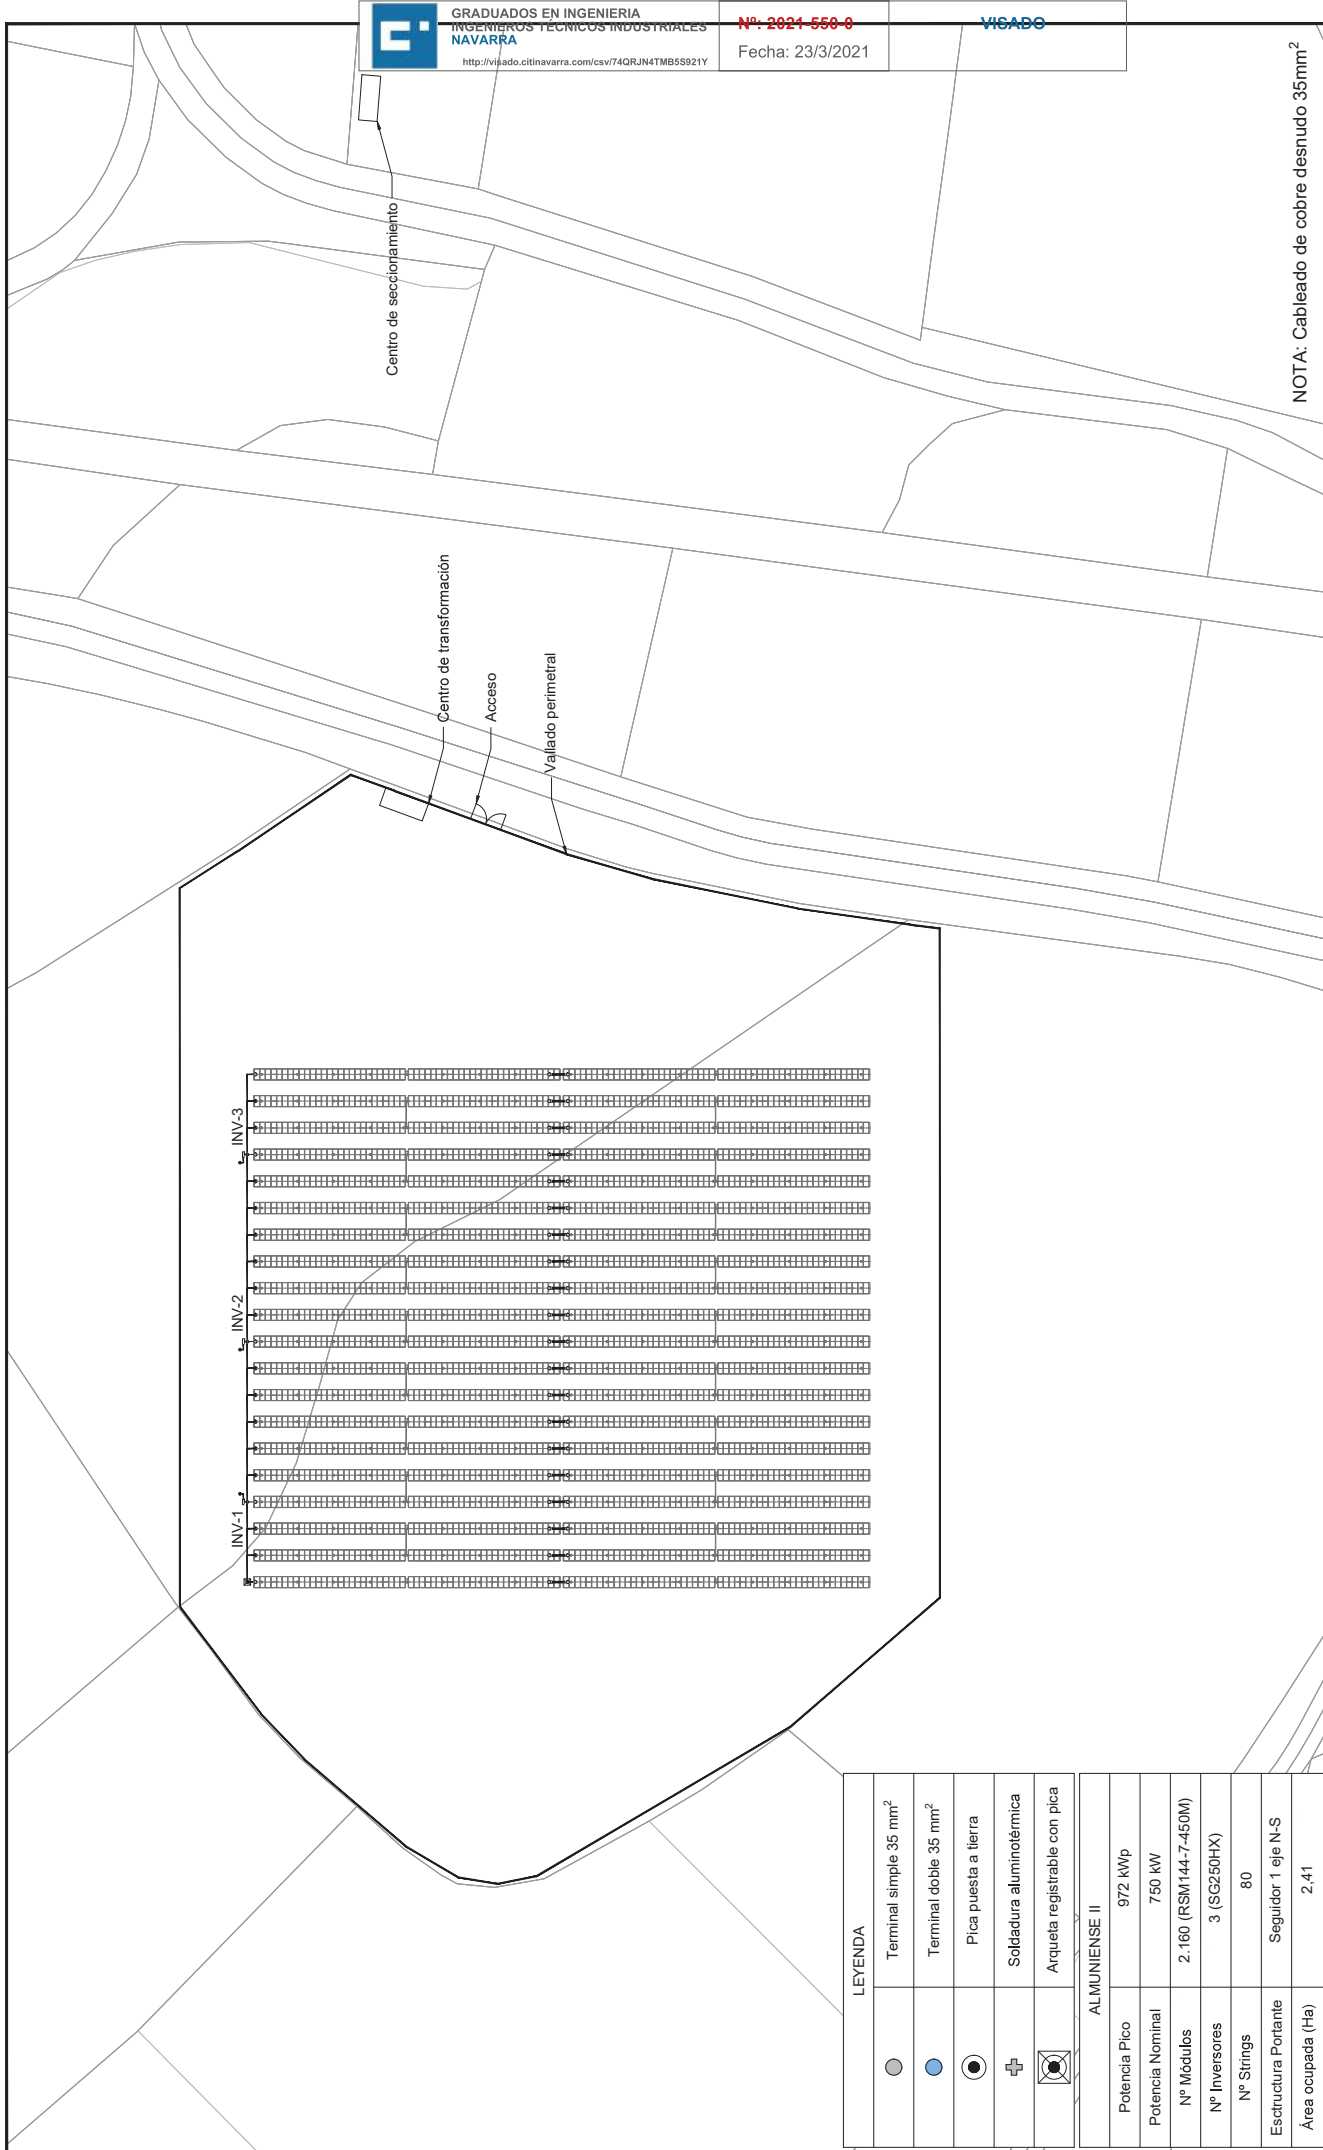 GRADUADOS EN INGENIERIA
INGENIEROS TÉCNICOS INDUSTRIALES
NAVARRA
http://visado.citinavarra.com/csv/74QRJN4TMB5S921Y
Nº: 2021-550-0
Fecha: 23/3/2021
VISADO
NOTA: Cableado de cobre desnudo 35mm²
Centro de seccionamiento
Centro de transformación
Acceso
Vallado perimetral
INV-3
INV-2
INV-1
LEYENDA
Terminal simple 35 mm²
Terminal doble 35 mm²
Pica puesta a tierra
Soldadura aluminotérmica
Arqueta registrable con pica
ALMUNIENSE II
Potencia Pico 972 kWp
Potencia Nominal 750 kW
Nº Módulos 2.160 (RSM144-7-450M)
Nº Inversores 3 (SG250HX)
Nº Strings 80
Esctructura Portante Seguidor 1 eje N-S
Área ocupada (Ha) 2,41